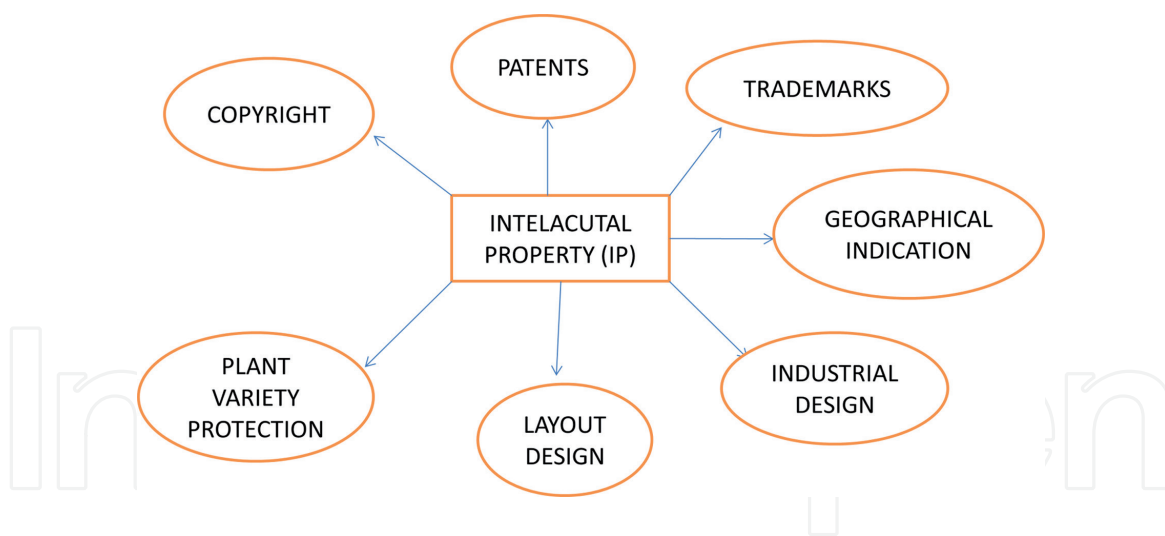 PATENTS
TRADEMARKS
COPYRIGHT
INTELACUTAL
PROPERTY (IP)
GEOGRAPHICAL
INDICATION
PLANT
VARIETY
PROTECTION
LAYOUT
DESIGN
INDUSTRIAL
DESIGN